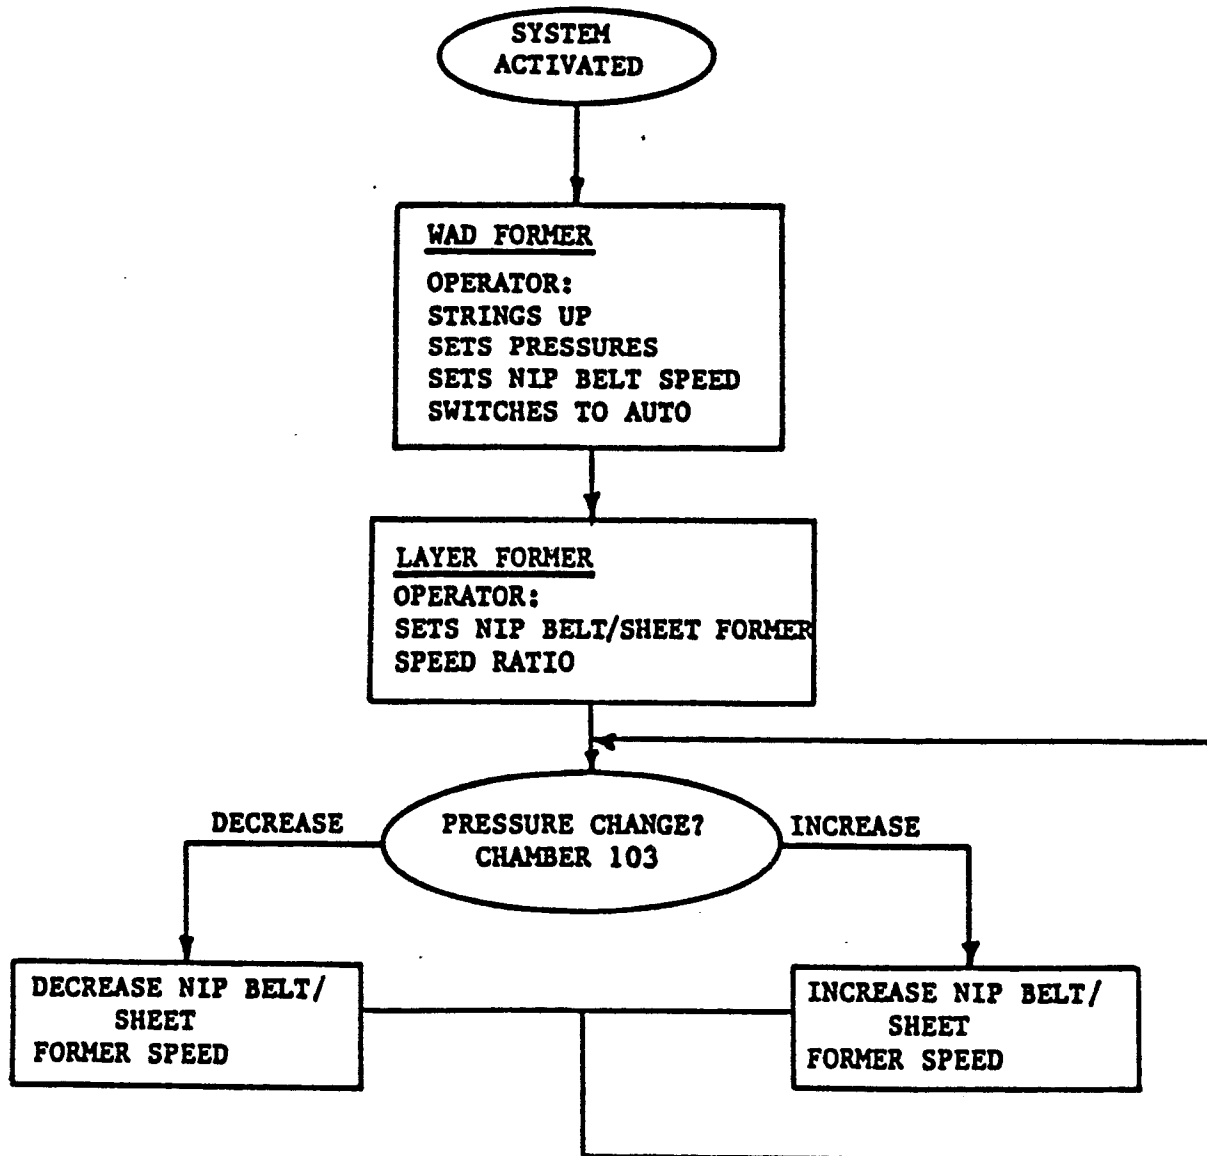 SYSTEM
ACTIVATED
WAD FORMER
OPERATOR:
STRINGS UP
SETS PRESSURES
SETS NIP BELT SPEED
SWITCHES TO AUTO
LAYER FORMER
OPERATOR:
SETS NIP BELT/SHEET FORMER
SPEED RATIO
DECREASE
PRESSURE CHANGE?
CHAMBER 103
INCREASE
DECREASE NIP BELT/
SHEET
FORMER SPEED
INCREASE NIP BELT/
SHEET
FORMER SPEED